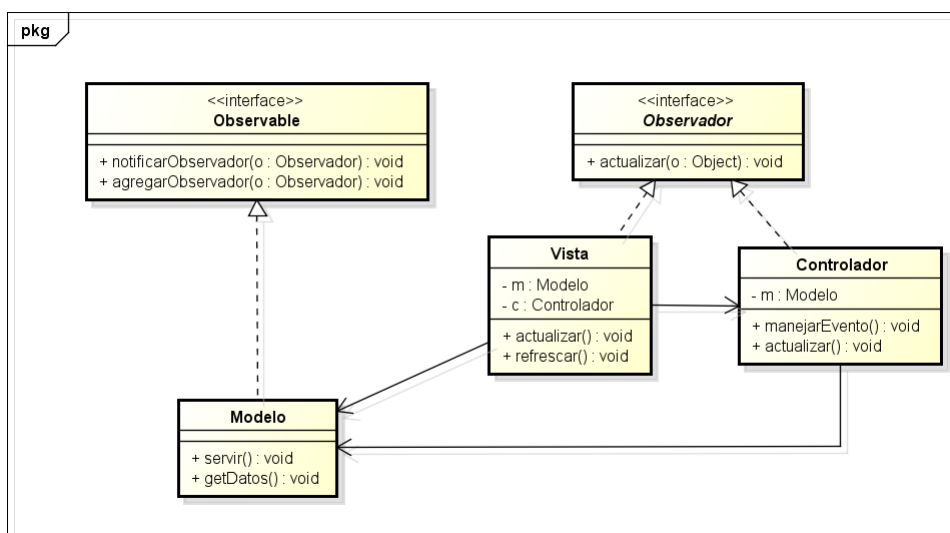 pkg
<<interface>>
Observable
+ notificarObservador(o : Observador) : void
+ agregarObservador(o : Observador) : void
<<interface>>
Observador
+ actualizar(o : Object) : void
Vista
- m : Modelo
- c : Controlador
+ actualizar() : void
+ refrescar() : void
Controlador
- m : Modelo
+ manejarEvento() : void
+ actualizar() : void
Modelo
+ servir() : void
+ getDatos() : void